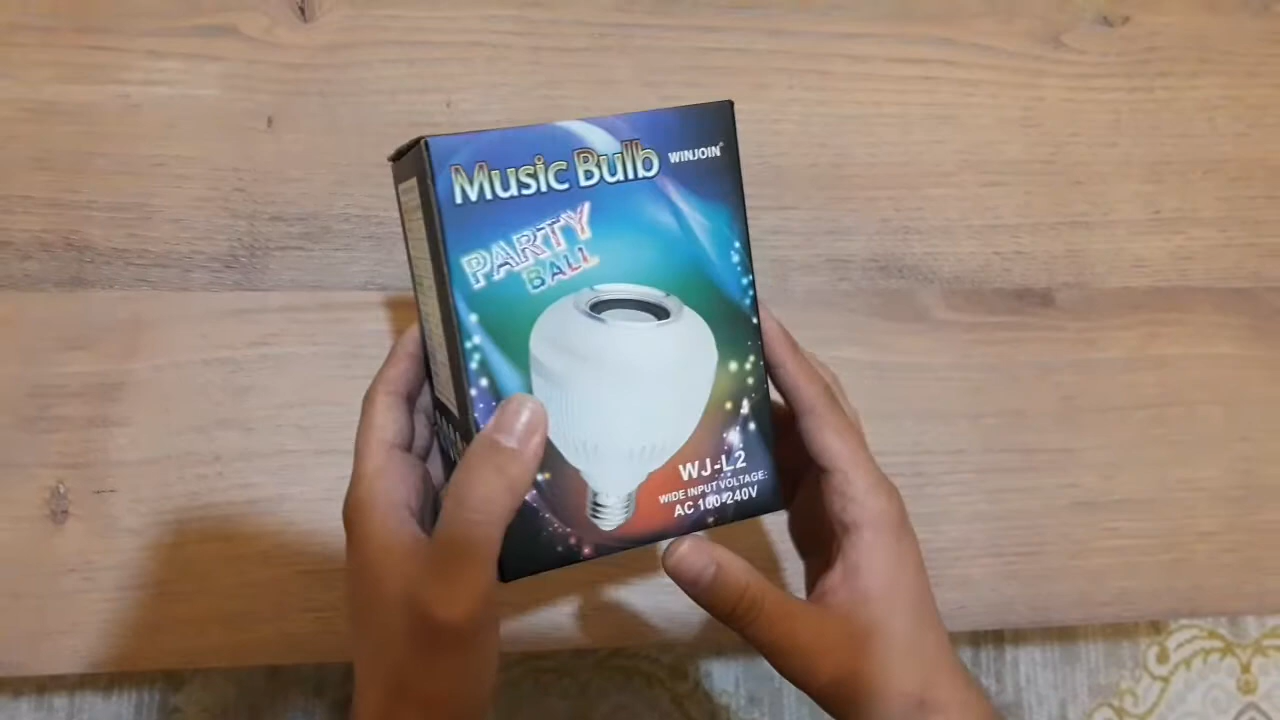 Music Bulb WINJOIN®
PARTY
BALL
WJ-L2
WIDE INPUT VOLTAGE:
AC 100-240V